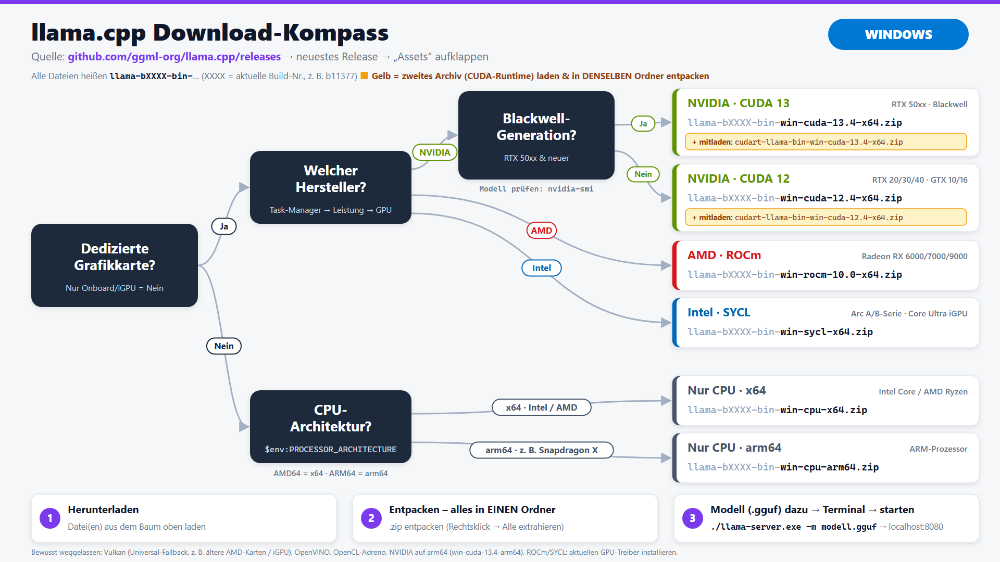 llama.cpp Download-Kompass
WINDOWS
Quelle: github.com/ggml-org/llama.cpp/releases → neuestes Release → „Assets“ aufklappen
Alle Dateien heißen llama-bXXXX-bin-… (XXXX = aktuelle Build-Nr., z. B. b11377) Gelb = zweites Archiv (CUDA-Runtime) laden & in DENSELBEN Ordner entpacken
Dedizierte
Grafikkarte?
Nur Onboard/iGPU = Nein
Ja
Nein
Welcher
Hersteller?
Task-Manager → Leistung → GPU
NVIDIA
AMD
Intel
Blackwell-
Generation?
RTX 50xx & neuer
Modell prüfen: nvidia-smi
Ja
Nein
CPU-
Architektur?
$env:PROCESSOR_ARCHITECTURE
AMD64 = x64 · ARM64 = arm64
x64 · Intel / AMD
arm64 · z. B. Snapdragon X
NVIDIA · CUDA 13
RTX 50xx · Blackwell
llama-bXXXX-bin-win-cuda-13.4-x64.zip
+ mitladen: cudart-llama-bin-win-cuda-13.4-x64.zip
NVIDIA · CUDA 12
RTX 20/30/40 · GTX 10/16
llama-bXXXX-bin-win-cuda-12.4-x64.zip
+ mitladen: cudart-llama-bin-win-cuda-12.4-x64.zip
AMD · ROCm
Radeon RX 6000/7000/9000
llama-bXXXX-bin-win-rocm-10.0-x64.zip
Intel · SYCL
Arc A/B-Serie · Core Ultra iGPU
llama-bXXXX-bin-win-sycl-x64.zip
Nur CPU · x64
Intel Core / AMD Ryzen
llama-bXXXX-bin-win-cpu-x64.zip
Nur CPU · arm64
ARM-Prozessor
llama-bXXXX-bin-win-cpu-arm64.zip
1
Herunterladen
Datei(en) aus dem Baum oben laden
2
Entpacken – alles in EINEN Ordner
.zip entpacken (Rechtsklick → Alle extrahieren)
3
Modell (.gguf) dazu → Terminal → starten
./llama-server.exe -m modell.gguf → localhost:8080
Bewusst weggelassen: Vulkan (Universal-Fallback, z. B. ältere AMD-Karten / iGPU), OpenVINO, OpenCL-Adreno, NVIDIA auf arm64 (win-cuda-13.4-arm64). ROCm/SYCL: aktuellen GPU-Treiber installieren.